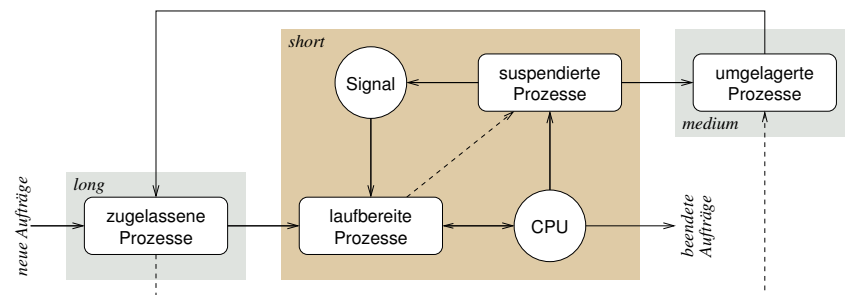 short
Signal
suspendierte
Prozesse
umgelagerte
Prozesse
medium
neue Aufträge
long
zugelassene
Prozesse
laufbereite
Prozesse
CPU
beendete
Aufträge